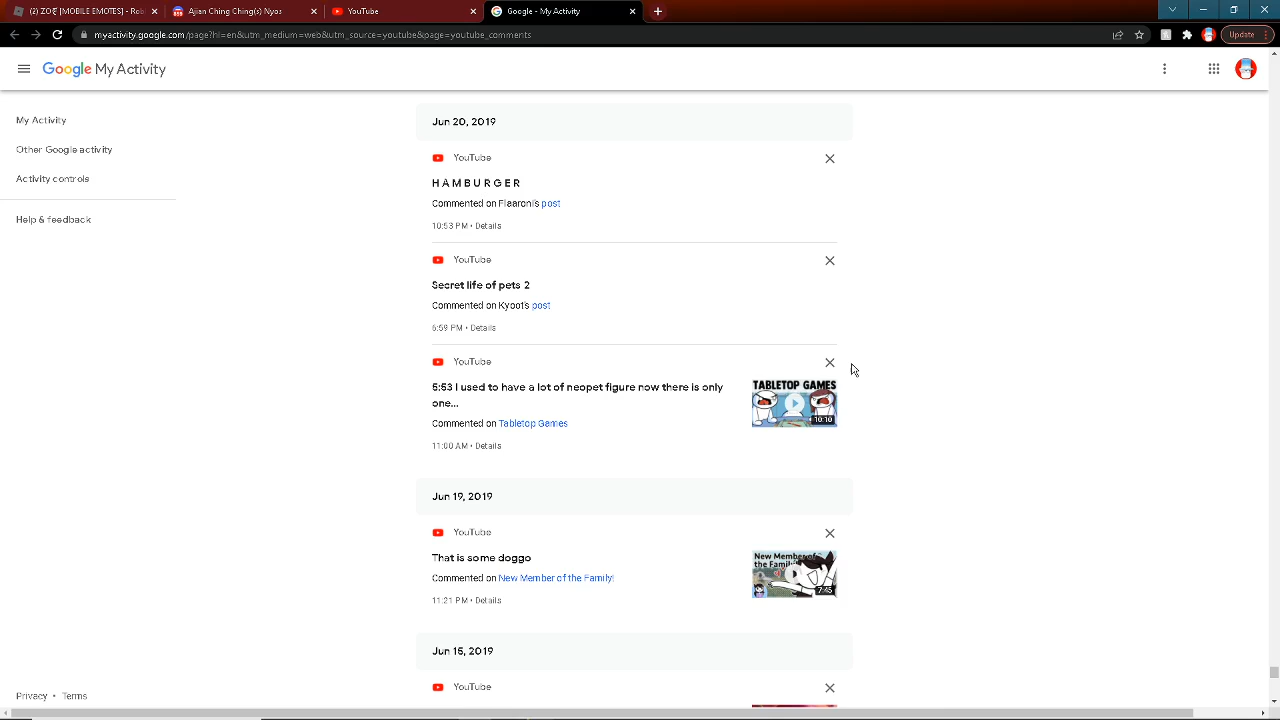 (2) ZOE [MOBILE EMOTES] - Robl
Ajian Ching Ching(s) Nyos
YouTube
Google - My Activity
myactivity.google.com/page?hl=en&utm_medium=web&utm_source=youtube&page=youtube_comments
Update
Google My Activity
My Activity
Other Google activity
Activity controls
Help & feedback
Jun 20, 2019
YouTube
H A M B U R G E R
Commented on Flaaroni's post
10:53 PM • Details
YouTube
Secret life of pets 2
Commented on Kyoot's post
6:59 PM • Details
YouTube
5:53 I used to have a lot of neopet figure now there is only
one...
Commented on Tabletop Games
11:00 AM • Details
TABLETOP GAMES
10:10
Jun 19, 2019
YouTube
That is some doggo
Commented on New Member of the Family!
11:21 PM • Details
New Member of
the Family
7:45
Jun 15, 2019
YouTube
Privacy • Terms